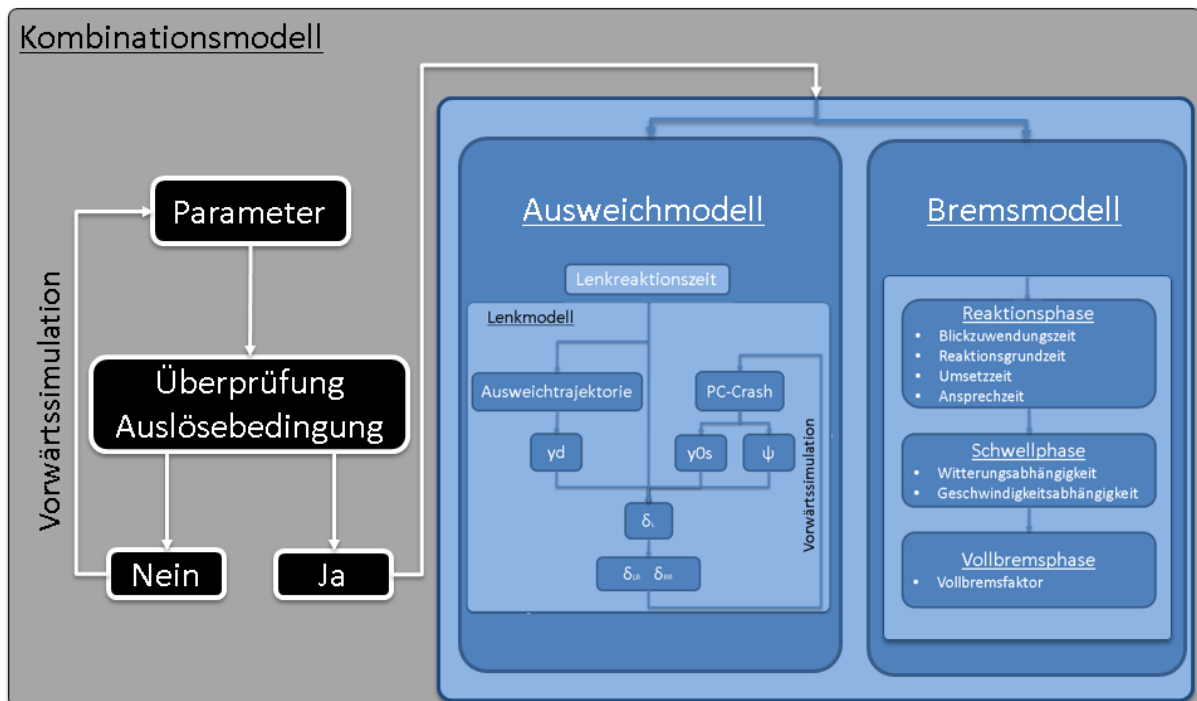 Kombinationsmodell
Parameter
Vorwärtssimulation
Überprüfung
Auslösebedingung
Nein
Ja
Ausweichmodell
Lenkreaktionszeit
Lenkmodell
Ausweichtrajektorie
PC-Crash
yd
y0s
ψ
δL
δLR δRR
Vorwärtssimulation
Bremsmodell
Reaktionsphase
• Blickzuwendungszeit
• Reaktionsgrundzeit
• Umsetzzeit
• Ansprechzeit
Schwellphase
• Witterungsabhängigkeit
• Geschwindigkeitsabhängigkeit
Vollbremsphase
• Vollbremsfaktor